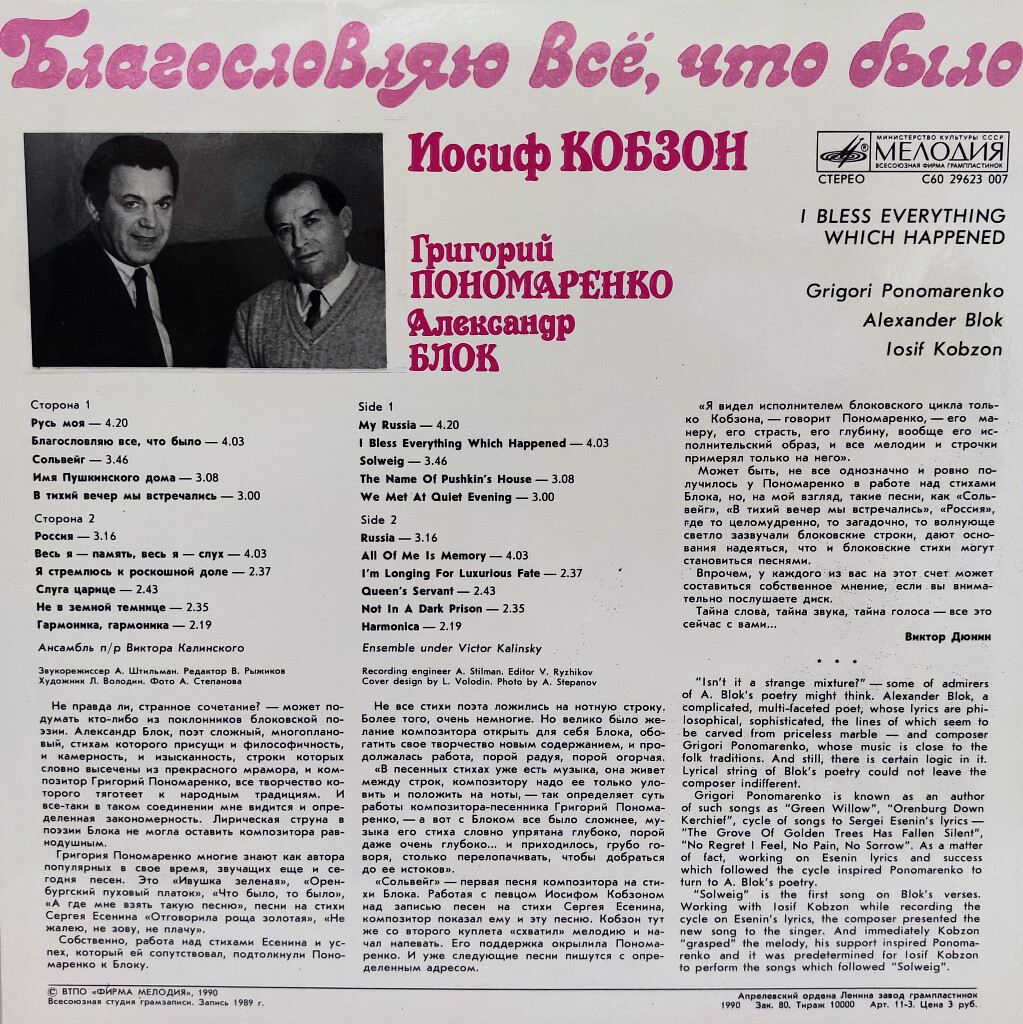 Благословляю всё, что было
Иосиф КОБЗОН
МИНИСТЕРСТВО КУЛЬТУРЫ СССР
МЕЛОДИЯ
ВСЕСОЮЗНАЯ ФИРМА ГРАМПЛАСТИНОК
СТЕРЕО C60 29623 007
I BLESS EVERYTHING
WHICH HAPPENED
Григорий
ПОНОМАРЕНКО
Александр
БЛОК
Grigori Ponomarenko
Alexander Blok
Iosif Kobzon
Сторона 1
Русь моя — 4.20
Благословляю все, что было — 4.03
Сольвейг — 3.46
Имя Пушкинского дома — 3.08
В тихий вечер мы встречались — 3.00
Сторона 2
Россия — 3.16
Весь я — память, весь я — слух — 4.03
Я стремлюсь к роскошной доле — 2.37
Слуга царице — 2.43
Не в земной темнице — 2.35
Гармоника, гармоника — 2.19
Ансамбль п/р Виктора Калинского
Звукорежиссер А. Штильман. Редактор В. Рыжиков
Художник Л. Володин. Фото А. Степанова
Side 1
My Russia — 4.20
I Bless Everything Which Happened — 4.03
Solweig — 3.46
The Name Of Pushkin's House — 3.08
We Met At Quiet Evening — 3.00
Side 2
Russia — 3.16
All Of Me Is Memory — 4.03
I'm Longing For Luxurious Fate — 2.37
Queen's Servant — 2.43
Not In A Dark Prison — 2.35
Harmonica — 2.19
Ensemble under Victor Kalinsky
Recording engineer A. Stilman. Editor V. Ryzhikov
Cover design by L. Volodin. Photo by A. Stepanov
Не правда ли, странное сочетание? — может по-
думать кто-либо из поклонников блоковской по-
эзии. Александр Блок, поэт сложный, многоплано-
вый, стихам которого присущи и философичность,
и камерность, и изысканность, строки которых
словно высечены из прекрасного мрамора, и ком-
позитор Григорий Пономаренко, все творчество ко-
торого тяготеет к народным традициям. И
все-таки в таком соединении мне видится и опре-
деленная закономерность. Лирическая струна в
поэзии Блока не могла оставить композитора рав-
нодушным.
Григория Пономаренко многие знают как автора
популярных в свое время, звучащих еще и се-
годня песен. Это «Ивушка зеленая», «Орен-
бургский пуховый платок», «Что было, то было»,
«А где мне взять такую песню», песни на стихи
Сергея Есенина «Отговорила роща золотая», «Не
жалею, не зову, не плачу».
Собственно, работа над стихами Есенина и ус-
пех, который ей сопутствовал, подтолкнули Поно-
маренко к Блоку.
Не все стихи поэта ложились на нотную строку.
Более того, очень немногие. Но велико было же-
лание композитора открыть для себя Блока, обо-
гатить свое творчество новым содержанием, и про-
должалась работа, порой радуя, порой огорчая.
«В песенных стихах уже есть музыка, она живет
между строк, композитору надо ее только уло-
вить и положить на ноты, — так определяет суть
работы композитора-песенника Григорий Понома-
ренко, — а вот с Блоком все было сложнее, му-
зыка его стиха словно упрятана глубоко, порой
даже очень глубоко... и приходилось, грубо го-
воря, столько перелопачивать, чтобы добраться
до ее истоков».
«Сольвейг» — первая песня композитора на сти-
хи Блока. Работая с певцом Иосифом Кобзоном
над записью песен на стихи Сергея Есенина,
композитор показал ему и эту песню. Кобзон тут
же со второго куплета «схватил» мелодию и на-
чал напевать. Его поддержка окрылила Понома-
ренко. И уже следующие песни пишутся с опре-
деленным адресом.
«Я видел исполнителем блоковского цикла толь-
ко Кобзона, — говорит Пономаренко, — его ма-
неру, его страсть, его глубину, вообще его ис-
полнительский образ, и все мелодии и строчки
примерял только на него».
Может быть, не все однозначно и ровно по-
лучилось у Пономаренко в работе над стихами
Блока, но, на мой взгляд, такие песни, как «Соль-
вейг», «В тихий вечер мы встречались», «Россия»,
где то целомудренно, то загадочно, то волнующе
светло зазвучали блоковские строки, дают осно-
вания надеяться, что и блоковские стихи могут
становиться песнями.
Впрочем, у каждого из вас на этот счет может
составиться собственное мнение, если вы внима-
тельно послушаете диск.
Тайна слова, тайна звука, тайна голоса — все это
сейчас с вами...
Виктор Дюнин
* * *
"Isn't it a strange mixture?" — some of admirers
of A. Blok's poetry might think. Alexander Blok, a
complicated, multi-faceted poet, whose lyrics are phi-
losophical, sophisticated, the lines of which seem to
be carved from priceless marble — and composer
Grigori Ponomarenko, whose music is close to the
folk traditions. And still, there is certain logic in it.
Lyrical string of Blok's poetry could not leave the
composer indifferent.
Grigori Ponomarenko is known as an author
of such songs as "Green Willow", "Orenburg Down
Kerchief", cycle of songs to Sergei Esenin's lyrics —
"The Grove Of Golden Trees Has Fallen Silent",
"No Regret I Feel, No Pain, No Sorrow". As a matter
of fact, working on Esenin lyrics and success
which followed the cycle inspired Ponomarenko to
turn to A. Blok's poetry.
"Solweig" is the first song on Blok's verses.
Working with Iosif Kobzon while recording the
cycle on Esenin's lyrics, the composer presented the
new song to the singer. And immediately Kobzon
"grasped" the melody, his support inspired Ponoma-
renko and it was predetermined for Iosif Kobzon
to perform the songs which followed "Solweig".
© ВТПО «ФИРМА МЕЛОДИЯ», 1990
Всесоюзная студия грамзаписи. Запись 1989 г.
Апрелевский ордена Ленина завод грампластинок
1990 Зак. 80. Тираж 10000 Арт. 11-3. Цена 3 руб.